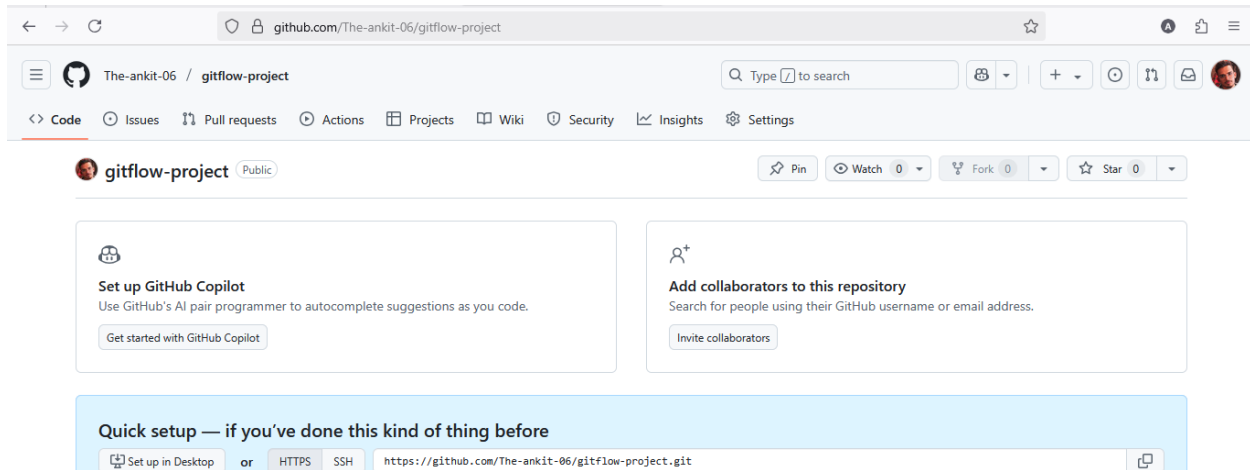 github.com/The-ankit-06/gitflow-project A
The-ankit-06 / gitflow-project Type / to search
Code Issues Pull requests Actions Projects Wiki Security Insights Settings
gitflow-project Public Pin Watch 0 Fork 0 Star 0
Set up GitHub Copilot
Use GitHub's AI pair programmer to autocomplete suggestions as you code.
Get started with GitHub Copilot
Add collaborators to this repository
Search for people using their GitHub username or email address.
Invite collaborators
Quick setup — if you've done this kind of thing before
Set up in Desktop or HTTPS SSH https://github.com/The-ankit-06/gitflow-project.git